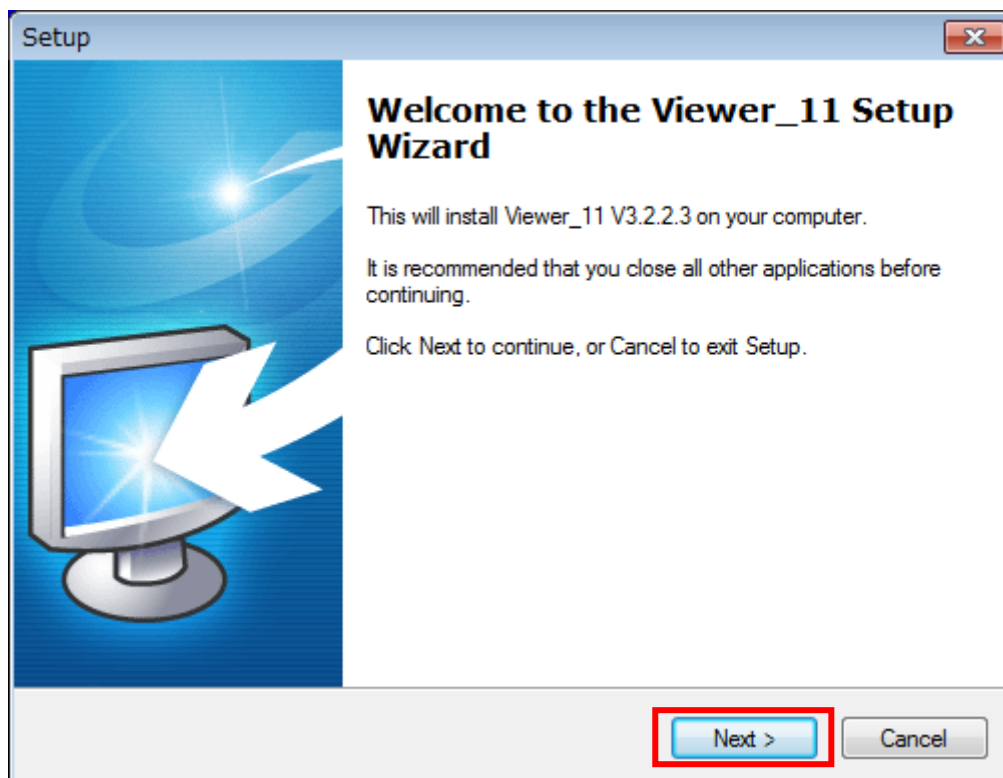 Setup
Welcome to the Viewer_11 Setup
Wizard
This will install Viewer_11 V3.2.2.3 on your computer.
It is recommended that you close all other applications before
continuing.
Click Next to continue, or Cancel to exit Setup.
Next >
Cancel